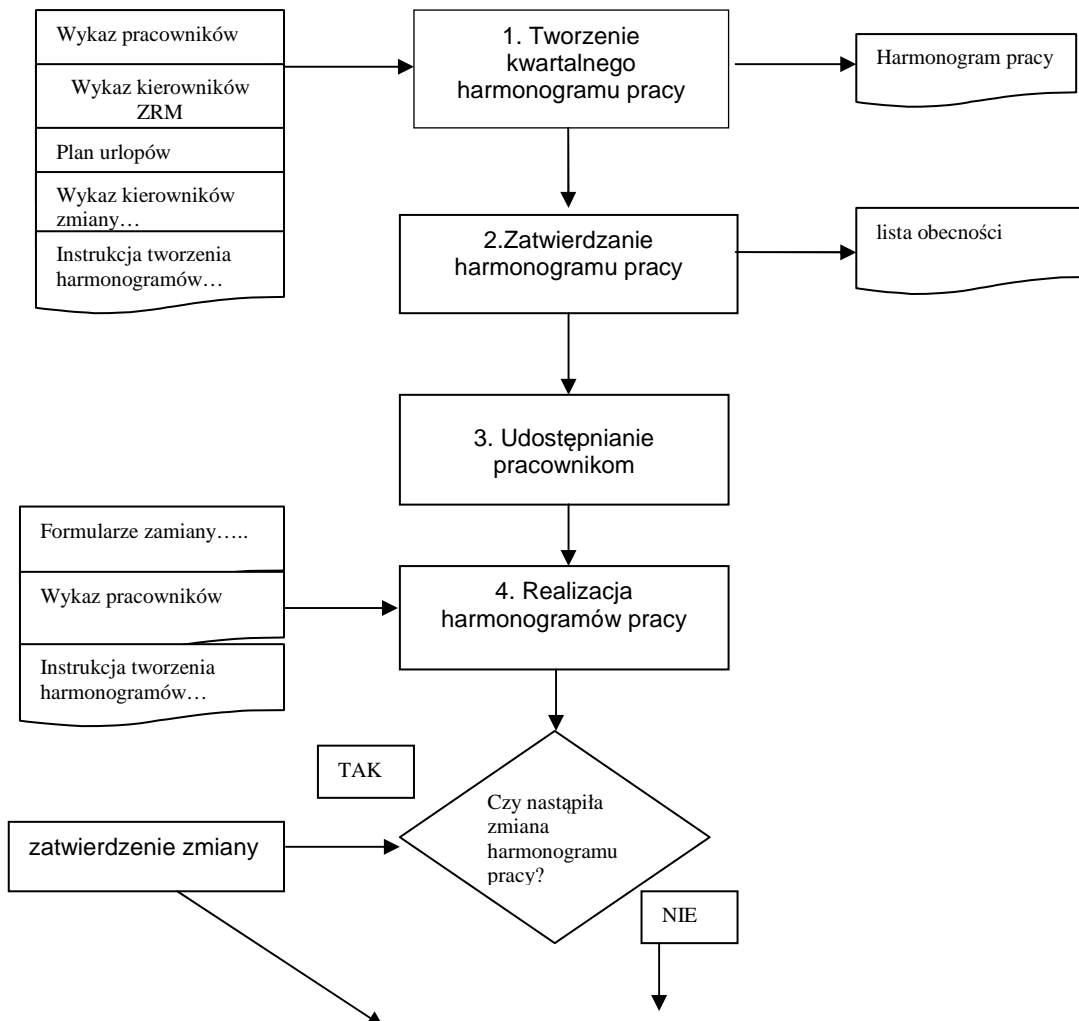 Wykaz pracowników
Wykaz kierowników
ZRM
Plan urlopów
Wykaz kierowników
zmiany…
Instrukcja tworzenia
harmonogramów…
1. Tworzenie
kwartalnego
harmonogramu pracy
Harmonogram pracy
2.Zatwierdzanie
harmonogramu pracy
lista obecności
3. Udostępnianie
pracownikom
Formularze zamiany…..
Wykaz pracowników
Instrukcja tworzenia
harmonogramów…
4. Realizacja
harmonogramów pracy
TAK
Czy nastąpiła
zmiana
harmonogramu
pracy?
zatwierdzenie zmiany
NIE